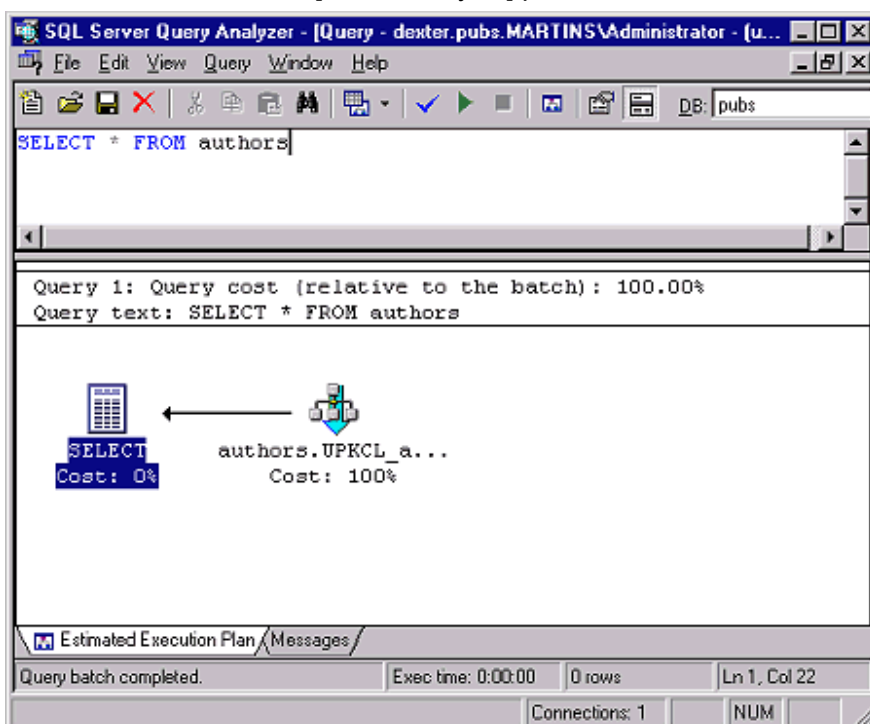 SQL Server Query Analyzer - [Query - dexter.pubs.MARTINS\Administrator - (u...
File Edit View Query Window Help
DB: pubs
SELECT * FROM authors
Query 1: Query cost (relative to the batch): 100.00%
Query text: SELECT * FROM authors
SELECT
Cost: 0%
authors.UPKCL_a...
Cost: 100%
Estimated Execution Plan Messages
Query batch completed. Exec time: 0:00:00 0 rows Ln 1, Col 22
Connections: 1 NUM